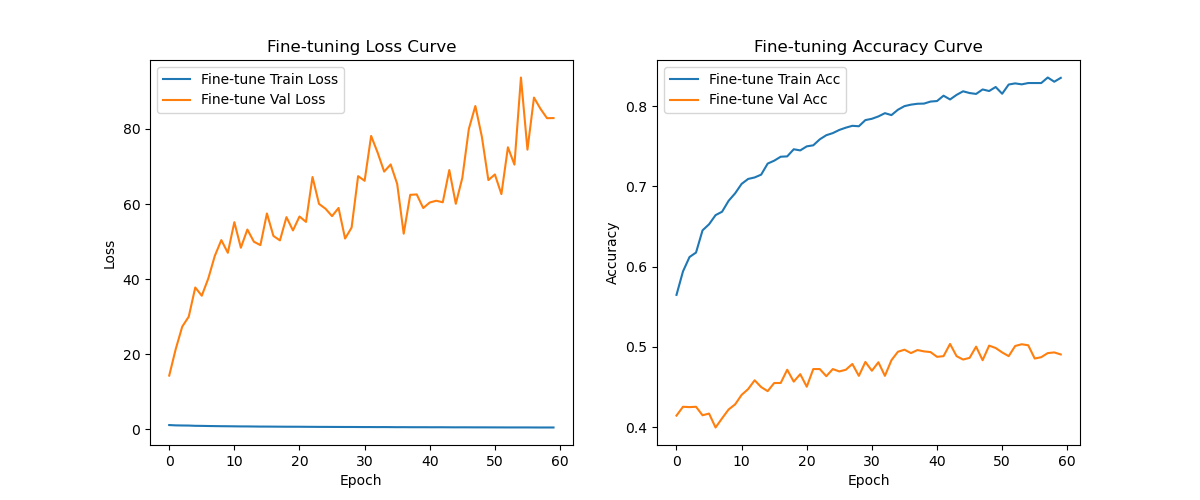 Fine-tuning Loss Curve
Fine-tune Train Loss
Fine-tune Val Loss
Loss
80
60
40
20
0
0 10 20 30 40 50 60
Epoch
Fine-tuning Accuracy Curve
Fine-tune Train Acc
Fine-tune Val Acc
Accuracy
0.8
0.7
0.6
0.5
0.4
0 10 20 30 40 50 60
Epoch